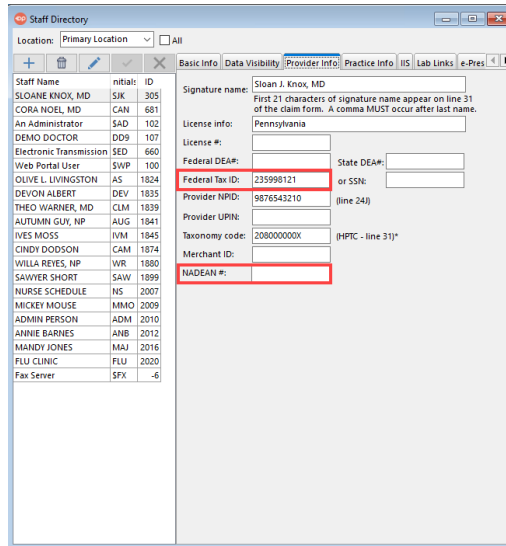 Staff Directory
Location: Primary Location All
Basic Info Data Visibility Provider Info Practice Info IIS Lab Links e-Pres
Staff Name nitial: ID
SLOANE KNOX, MD SJK 305
CORA NOEL, MD CAN 681
An Administrator $AD 102
DEMO DOCTOR DD9 107
Electronic Transmission $ED 660
Web Portal User $WP 100
OLIVE L. LIVINGSTON AS 1824
DEVON ALBERT DEV 1835
THEO WARNER, MD CLM 1839
AUTUMN GUY, NP AUG 1841
IVES MOSS IVM 1845
CINDY DODSON CAM 1874
WILLA REYES, NP WR 1880
SAWYER SHORT SAW 1899
NURSE SCHEDULE NS 2007
MICKEY MOUSE MMO 2009
ADMIN PERSON ADM 2010
ANNIE BARNES ANB 2012
MANDY JONES MAJ 2016
FLU CLINIC FLU 2020
Fax Server $FX -6
Signature name: Sloan J. Knox, MD
First 21 characters of signature name appear on line 31
of the claim form. A comma MUST occur after last name.
License info: Pennsylvania
License #:
Federal DEA#: State DEA#:
Federal Tax ID: 235998121 or SSN:
Provider NPID: 9876543210 (line 24J)
Provider UPIN:
Taxonomy code: 208000000X (HPTC - line 31)*
Merchant ID:
NADEAN #: